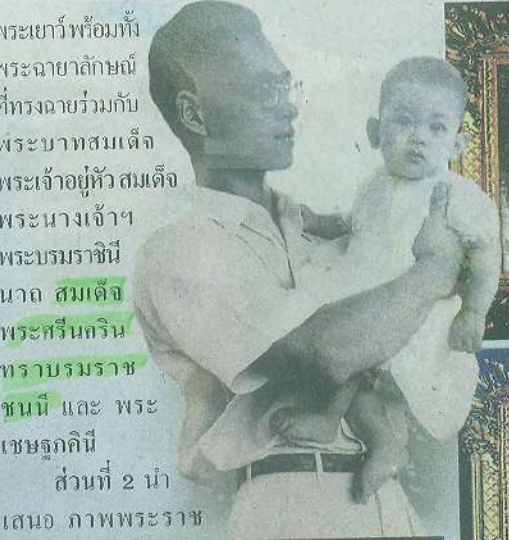 พระเยาว์ พร้อมทั้ง
พระฉายาลักษณ์
ที่ทรงฉายร่วมกับ
พระบาทสมเด็จ
พระเจ้าอยู่หัว สมเด็จ
พระนางเจ้าฯ
พระบรมราชินี
นาถ สมเด็จ
พระศรีนคริน
ทราบรมราช
ชนนี และ พระ
เชษฐภคินี
ส่วนที่ 2 นำ
เสนอ ภาพพระราช